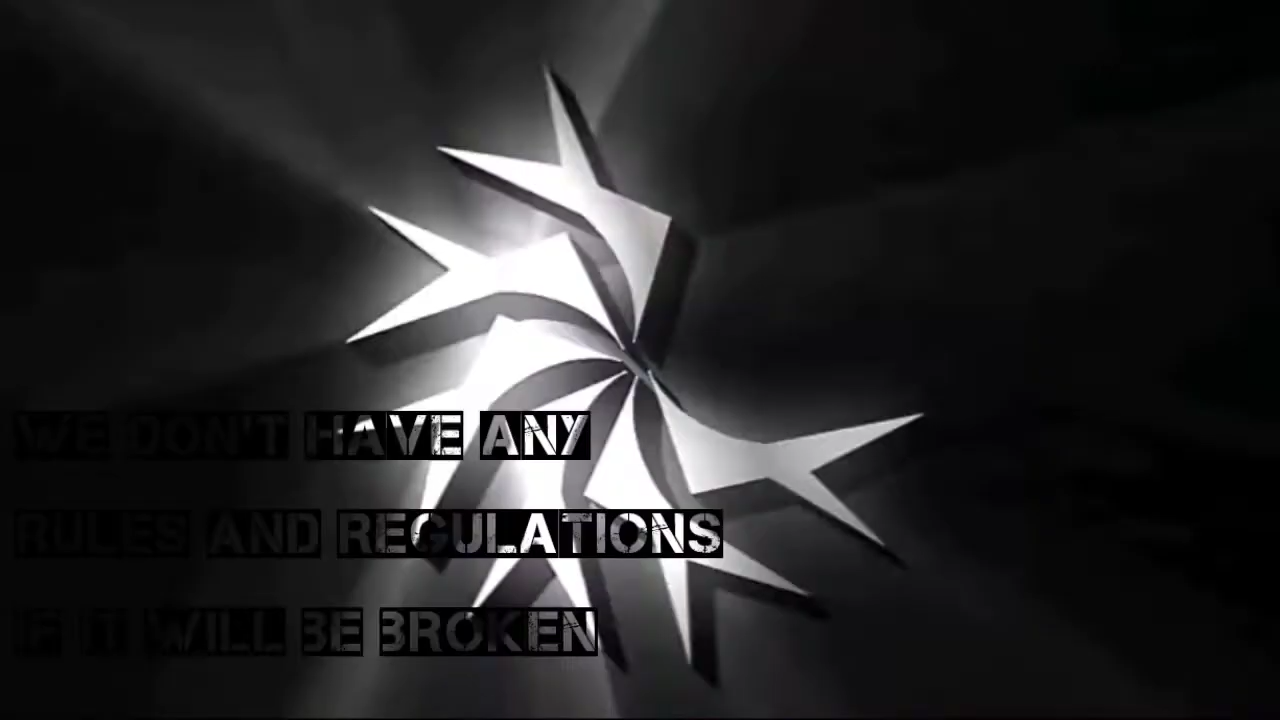 WE DON'T HAVE ANY
RULES AND REGULATIONS
IF IT WILL BE BROKEN